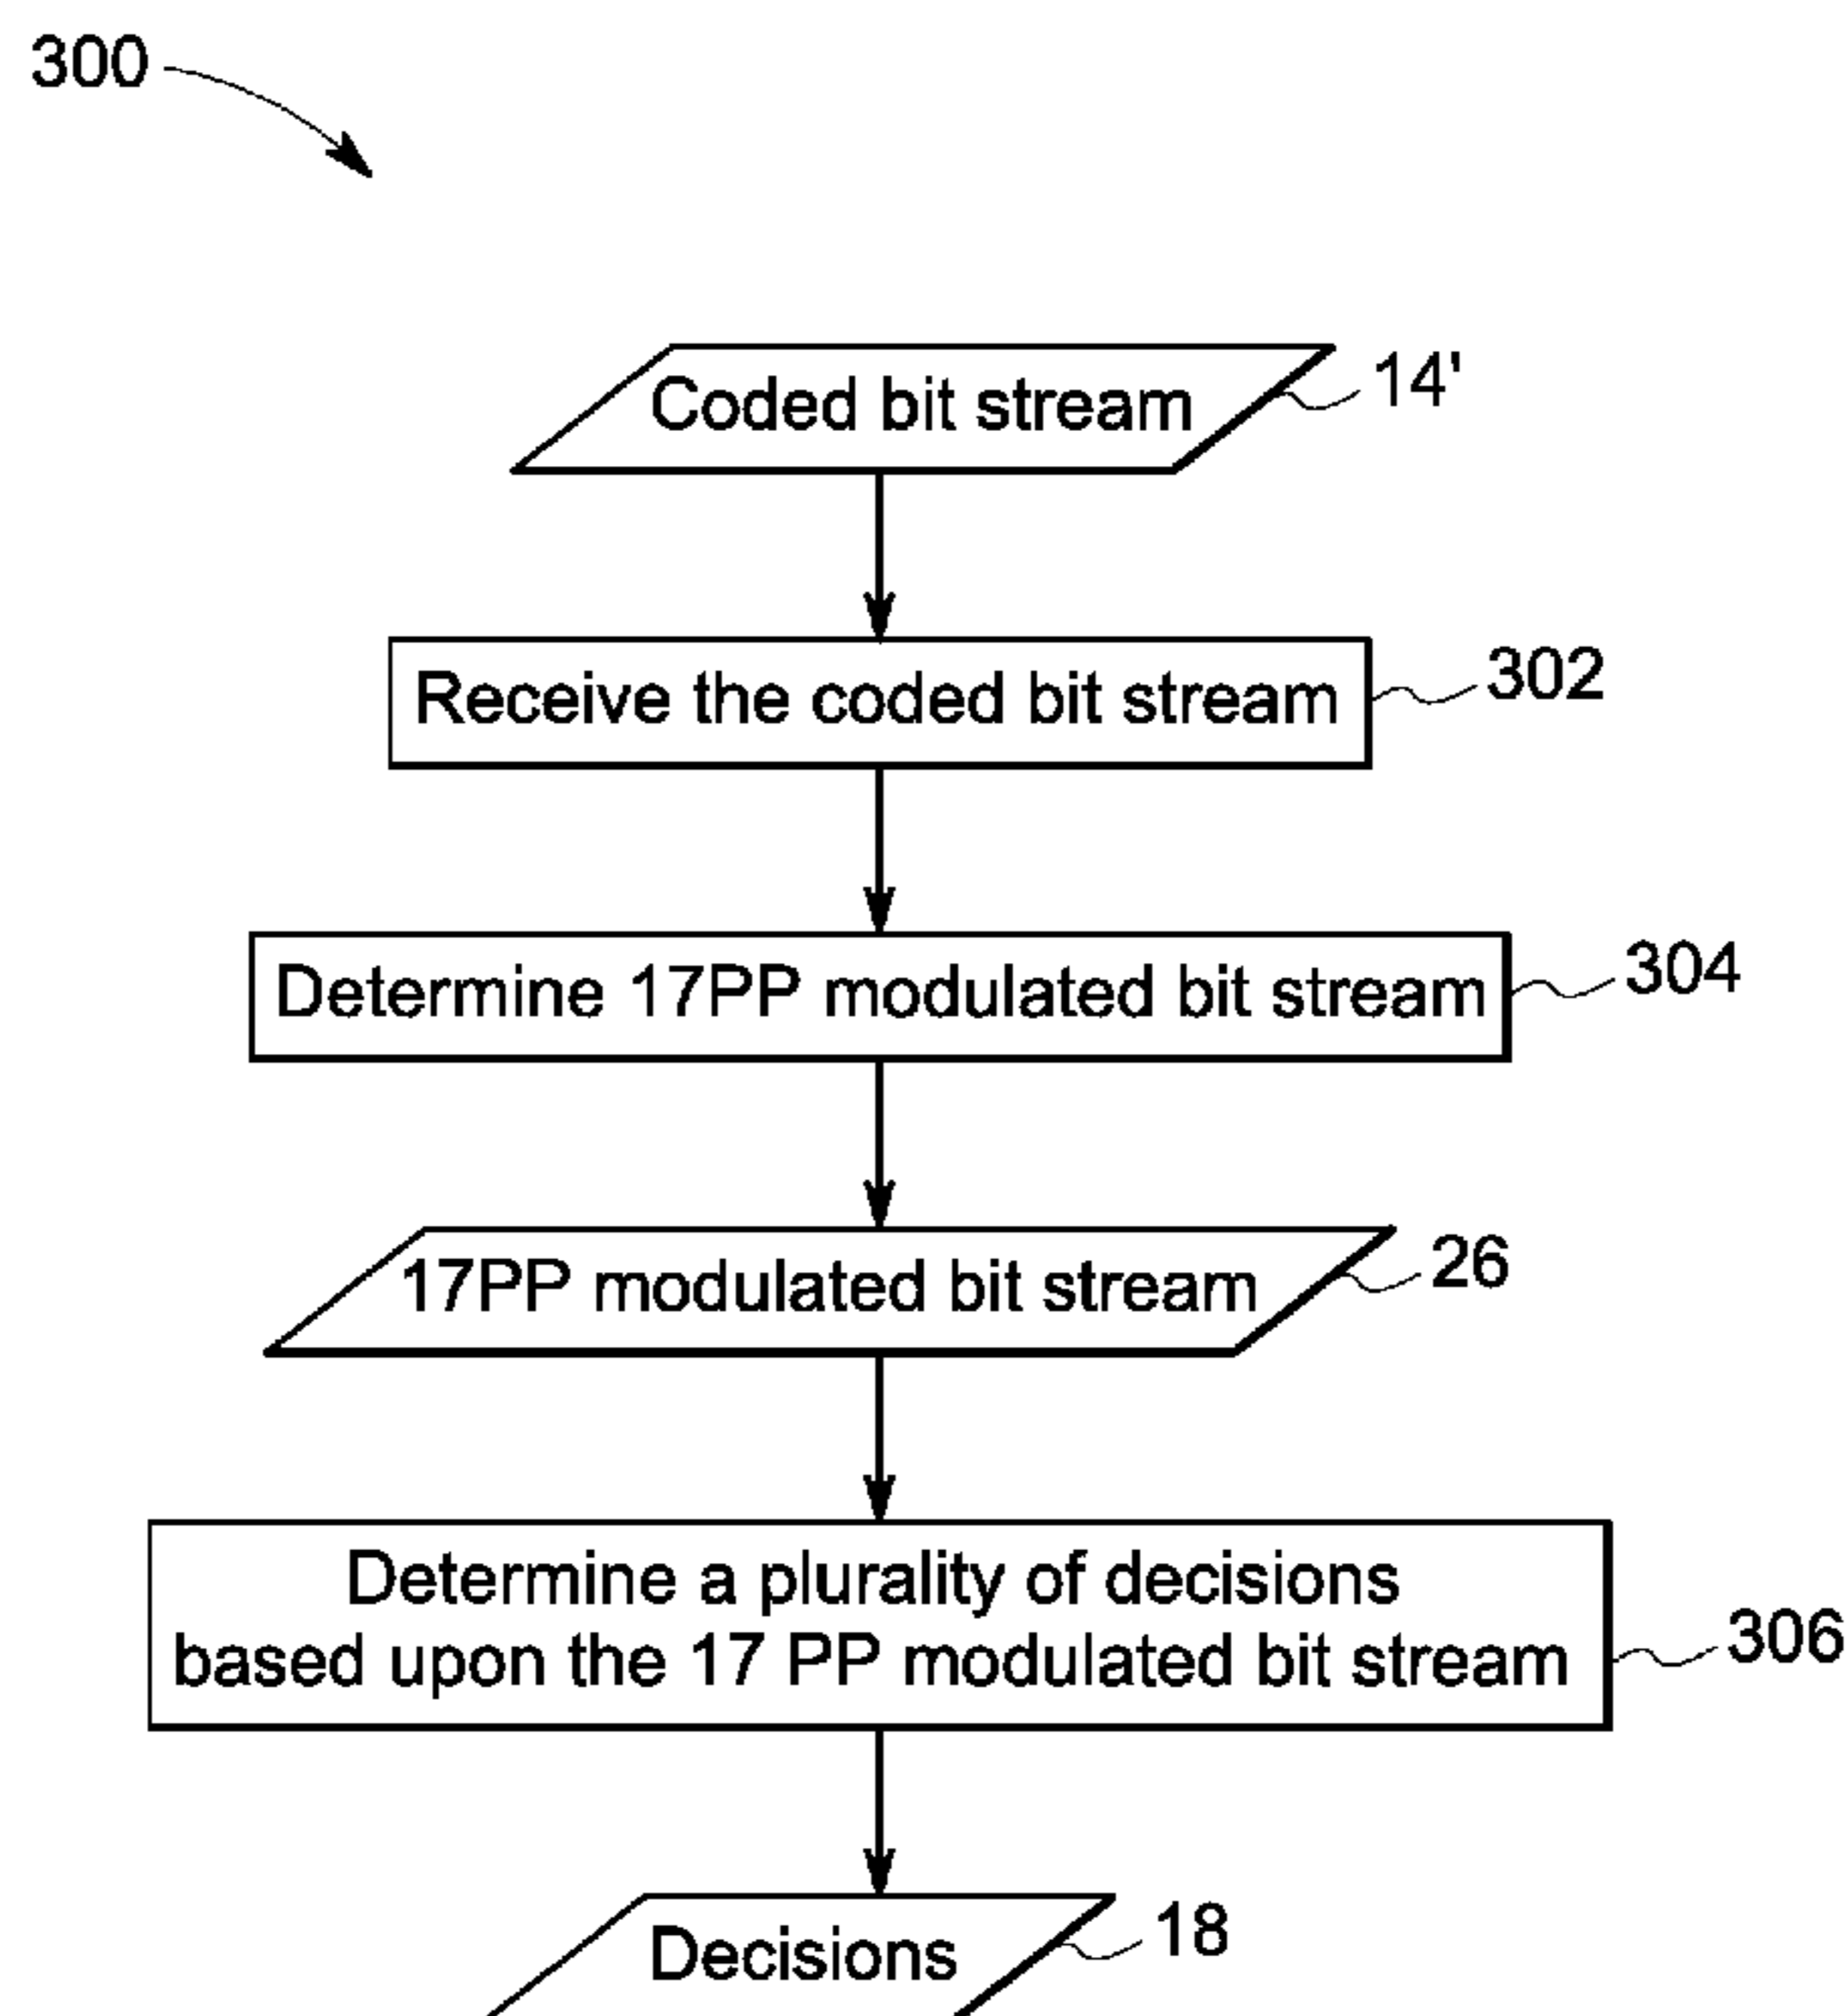 300
Coded bit stream
14'
Receive the coded bit stream
302
Determine 17PP modulated bit stream
304
17PP modulated bit stream
26
Determine a plurality of decisions
based upon the 17 PP modulated bit stream
306
Decisions
18